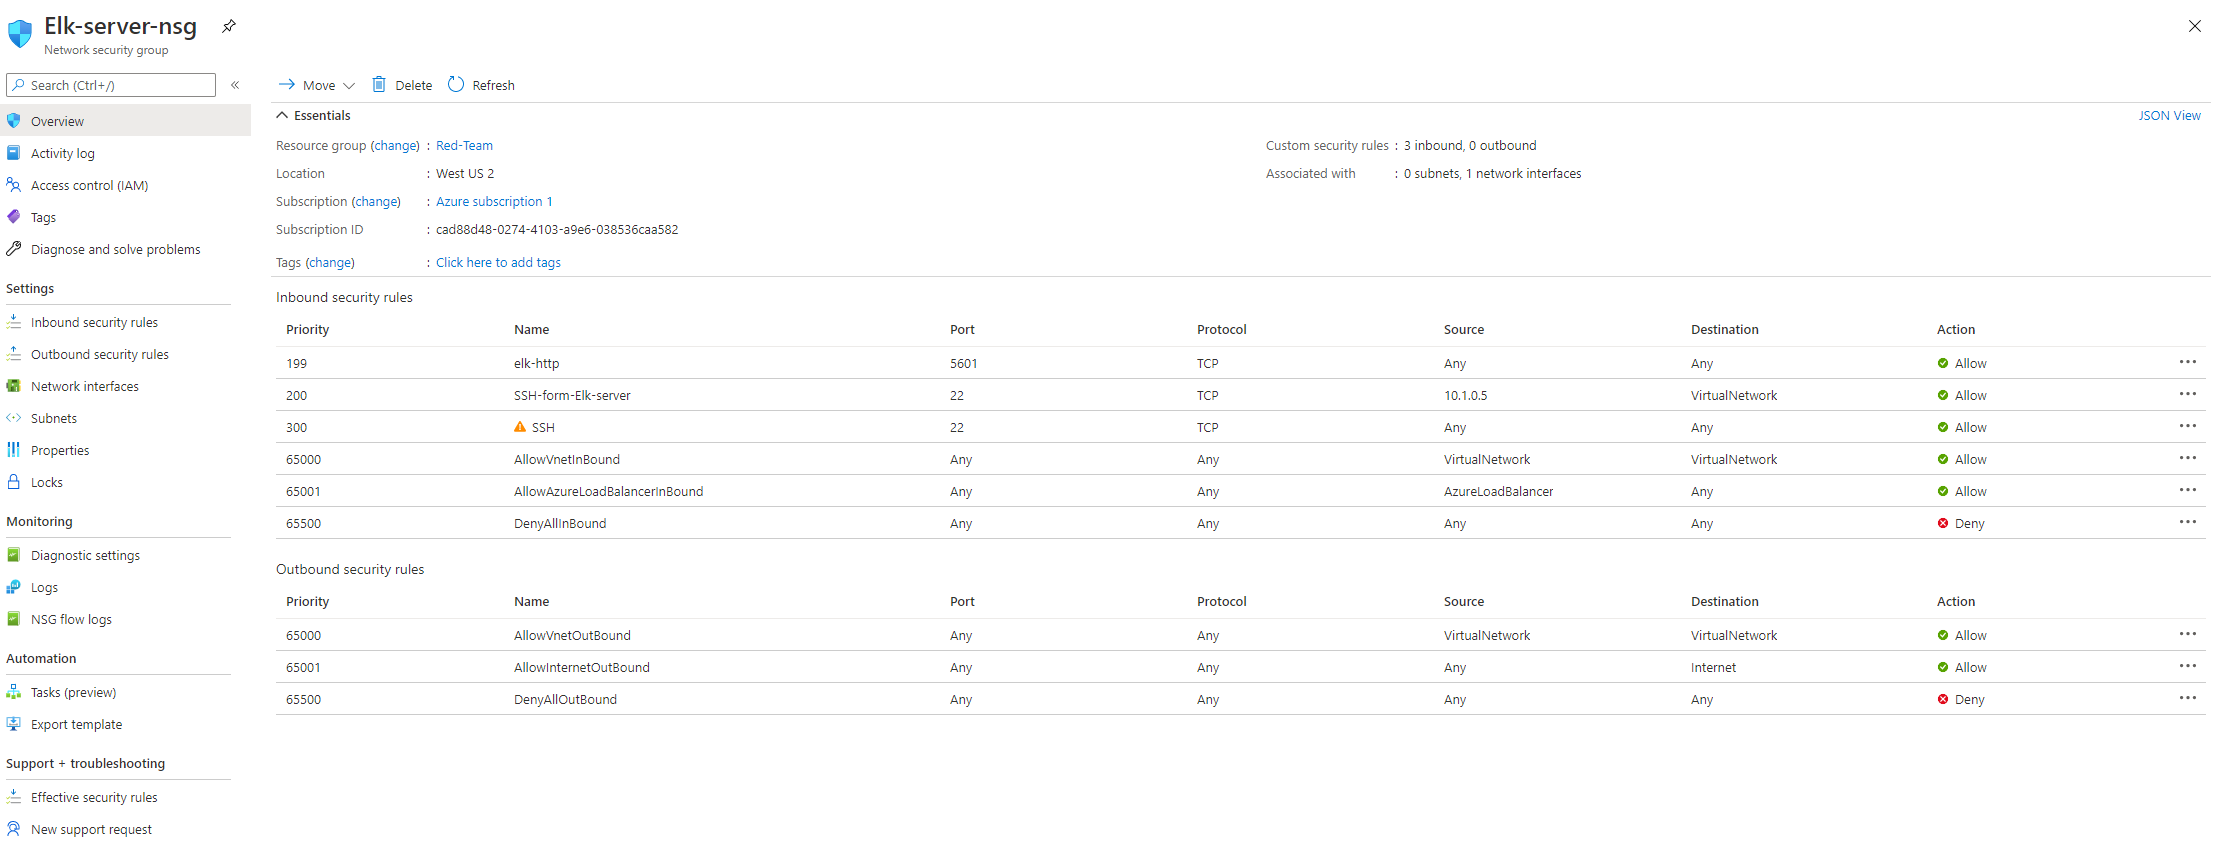 Elk-server-nsg
Network security group
Search (Ctrl+/)
«
Move
Delete
Refresh
Overview
Activity log
Access control (IAM)
Tags
Diagnose and solve problems
Settings
Inbound security rules
Outbound security rules
Network interfaces
Subnets
Properties
Locks
Monitoring
Diagnostic settings
Logs
NSG flow logs
Automation
Tasks (preview)
Export template
Support + troubleshooting
Effective security rules
New support request
Essentials
JSON View
Resource group (change) : Red-Team
Location : West US 2
Subscription (change) : Azure subscription 1
Subscription ID : cad88d48-0274-4103-a9e6-038536caa582
Tags (change) : Click here to add tags
Custom security rules : 3 inbound, 0 outbound
Associated with : 0 subnets, 1 network interfaces
Inbound security rules
Priority Name Port Protocol Source Destination Action
199 elk-http 5601 TCP Any Any Allow •••
200 SSH-form-Elk-server 22 TCP 10.1.0.5 VirtualNetwork Allow •••
300 SSH 22 TCP Any Any Allow •••
65000 AllowVnetInBound Any Any VirtualNetwork VirtualNetwork Allow •••
65001 AllowAzureLoadBalancerInBound Any Any AzureLoadBalancer Any Allow •••
65500 DenyAllInBound Any Any Any Any Deny •••
Outbound security rules
Priority Name Port Protocol Source Destination Action
65000 AllowVnetOutBound Any Any VirtualNetwork VirtualNetwork Allow •••
65001 AllowInternetOutBound Any Any Any Internet Allow •••
65500 DenyAllOutBound Any Any Any Any Deny •••